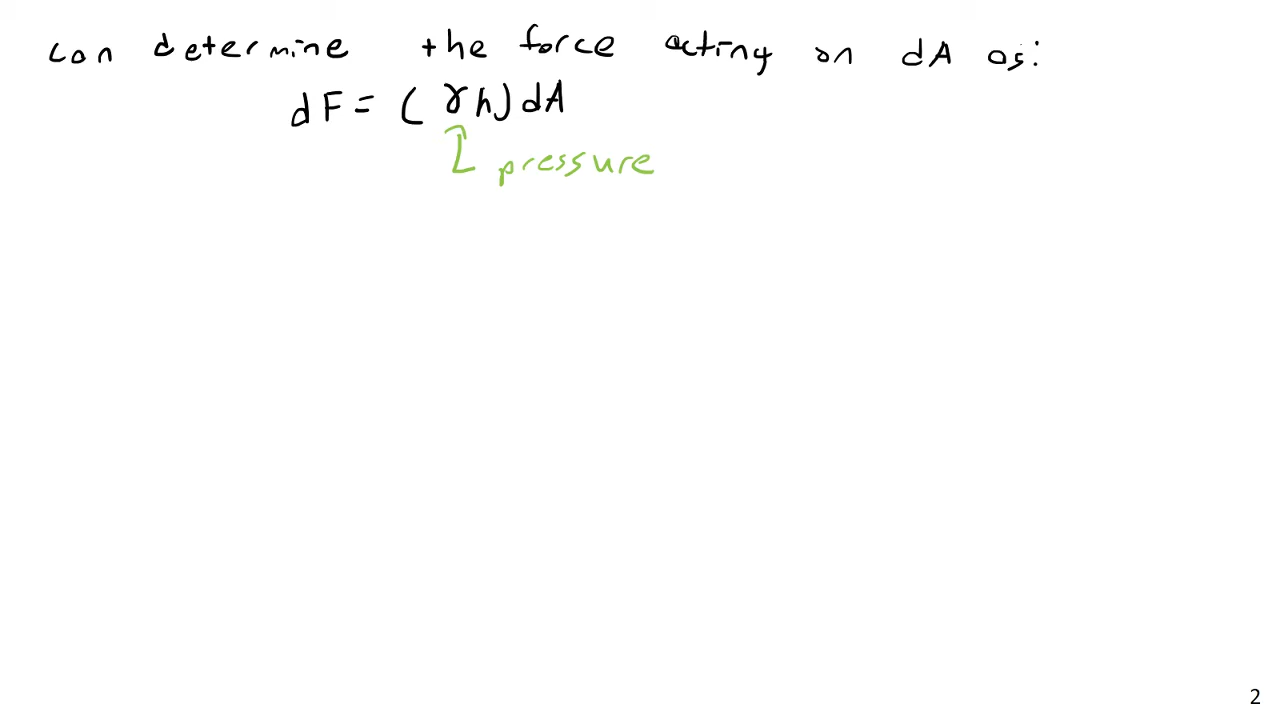 can determine the force acting on dA as:
dF = (γh)dA
pressure
2